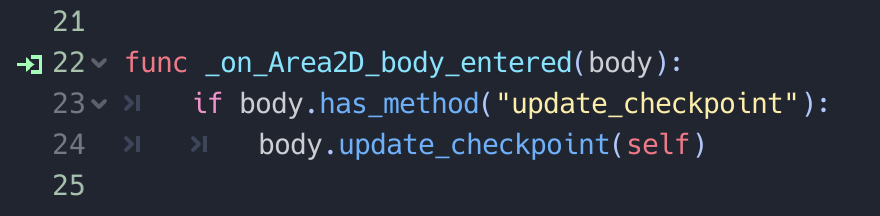 21
22 func _on_Area2D_body_entered(body):
23 if body.has_method("update_checkpoint"):
24 body.update_checkpoint(self)
25